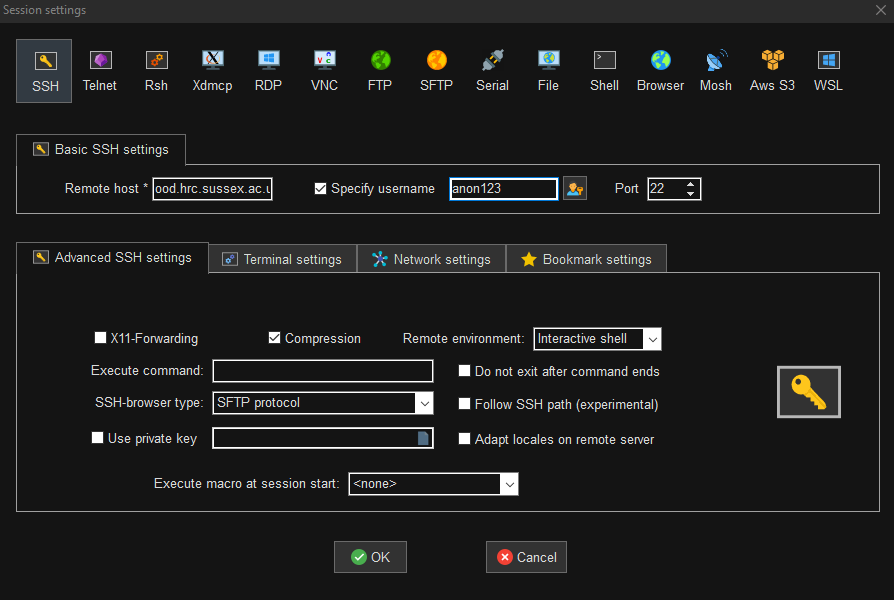 Session settings
SSH Telnet Rsh Xdmcp RDP VNC FTP SFTP Serial File Shell Browser Mosh Aws S3 WSL
Basic SSH settings
Remote host * ood.hrc.sussex.ac.u Specify username anon123 Port 22
Advanced SSH settings Terminal settings Network settings Bookmark settings
X11-Forwarding Compression Remote environment: Interactive shell
Execute command: Do not exit after command ends
SSH-browser type: SFTP protocol Follow SSH path (experimental)
Use private key Adapt locales on remote server
Execute macro at session start: <none>
OK Cancel